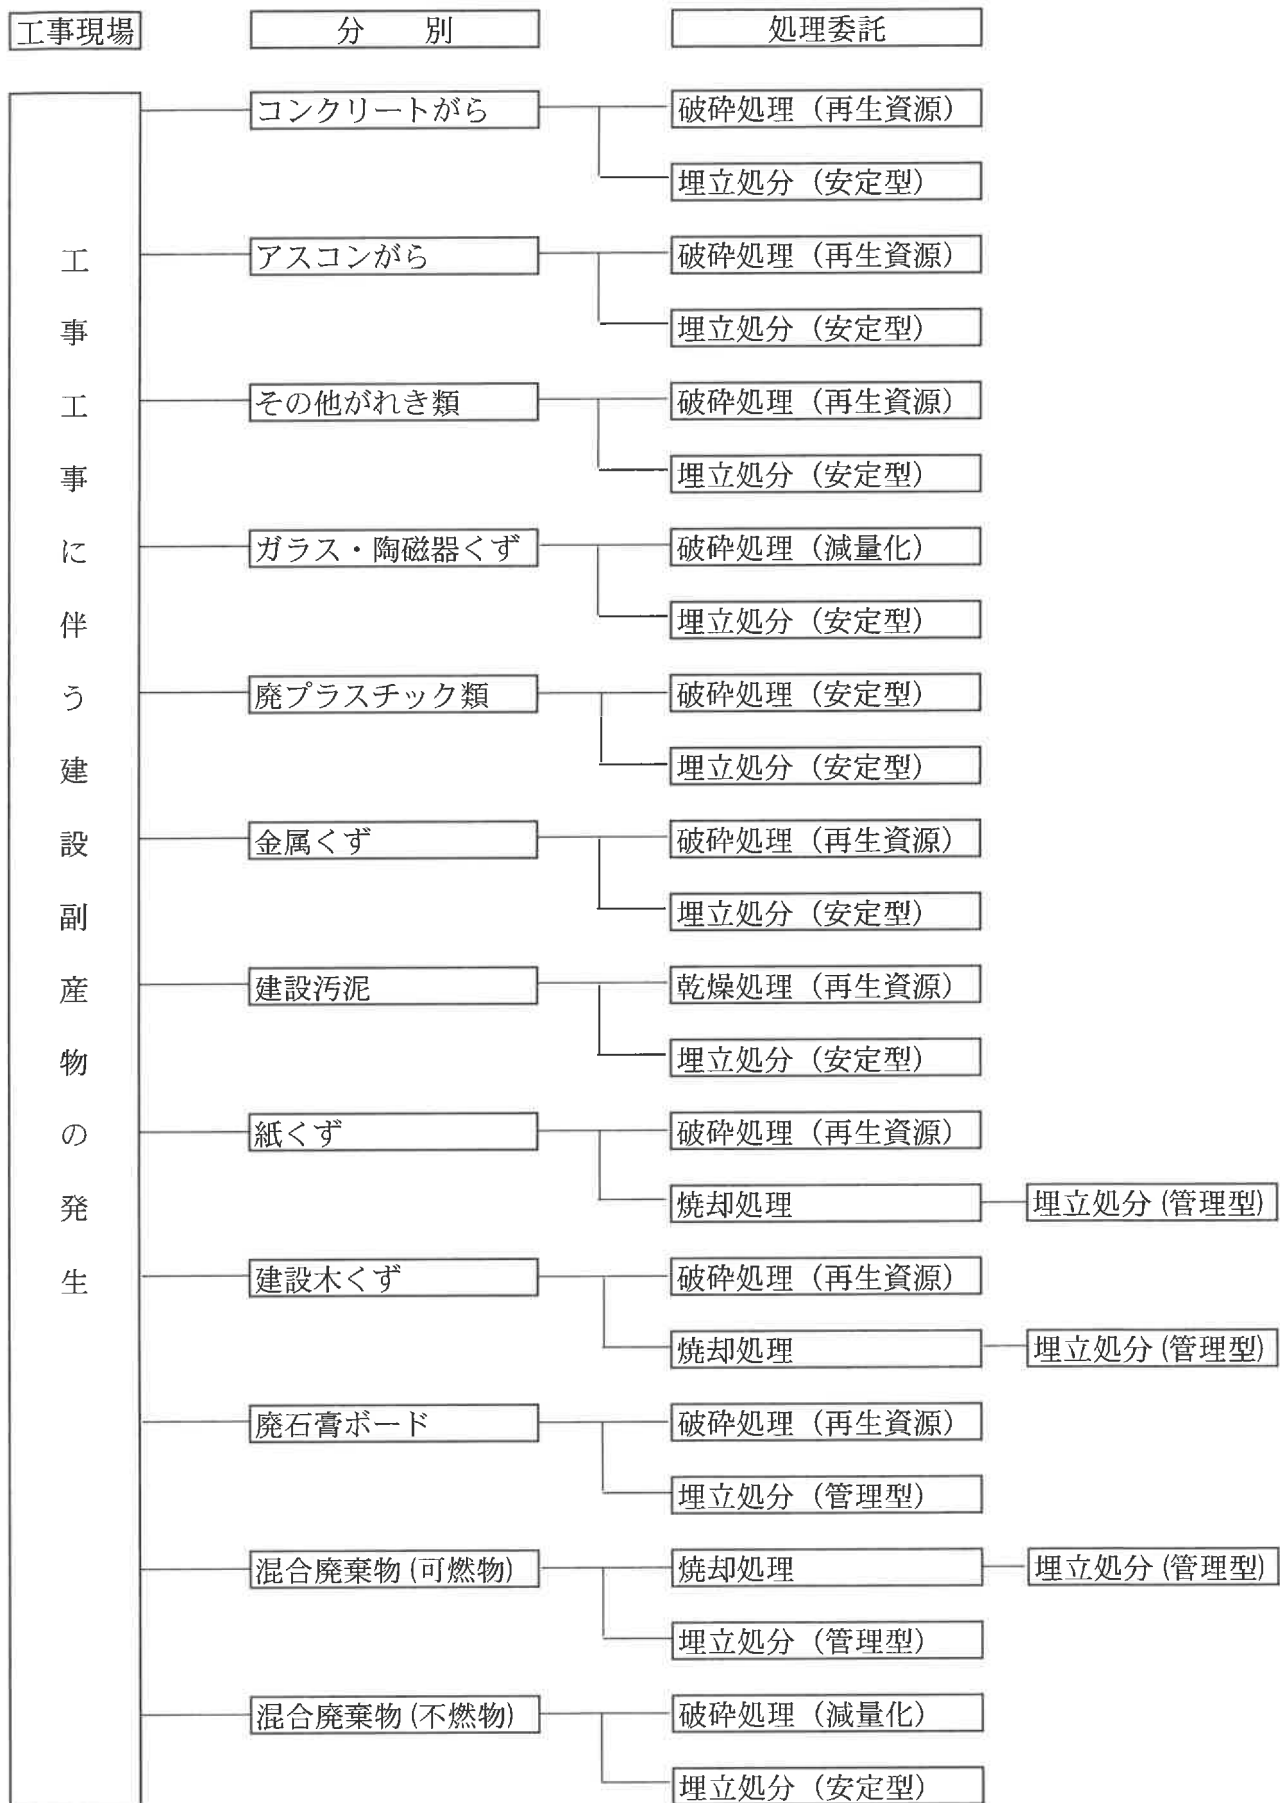 工事現場 分　別 処理委託
工事工事に伴う建設副産物の発生
コンクリートがら 破砕処理（再生資源）
埋立処分（安定型）
アスコンがら 破砕処理（再生資源）
埋立処分（安定型）
その他がれき類 破砕処理（再生資源）
埋立処分（安定型）
ガラス・陶磁器くず 破砕処理（減量化）
埋立処分（安定型）
廃プラスチック類 破砕処理（安定型）
埋立処分（安定型）
金属くず 破砕処理（再生資源）
埋立処分（安定型）
建設汚泥 乾燥処理（再生資源）
埋立処分（安定型）
紙くず 破砕処理（再生資源）
焼却処理 埋立処分(管理型)
建設木くず 破砕処理（再生資源）
焼却処理 埋立処分(管理型)
廃石膏ボード 破砕処理（再生資源）
埋立処分（管理型）
混合廃棄物(可燃物) 焼却処理 埋立処分(管理型)
埋立処分（管理型）
混合廃棄物(不燃物) 破砕処理（減量化）
埋立処分（安定型）